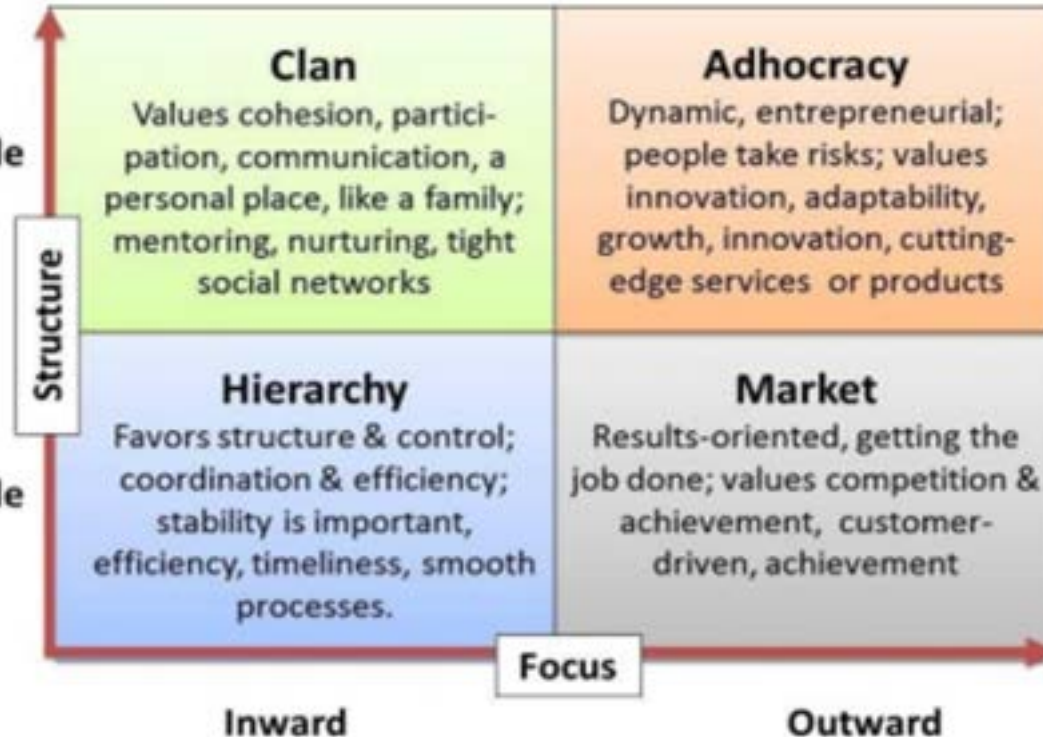 Clan
Values cohesion, partici-
pation, communication, a
personal place, like a family;
mentoring, nurturing, tight
social networks
Adhocracy
Dynamic, entrepreneurial;
people take risks; values
innovation, adaptability,
growth, innovation, cutting-
edge services or products
Structure
Hierarchy
Favors structure & control;
coordination & efficiency;
stability is important,
efficiency, timeliness, smooth
processes.
Market
Results-oriented, getting the
job done; values competition &
achievement, customer-
driven, achievement
Focus
Inward
Outward